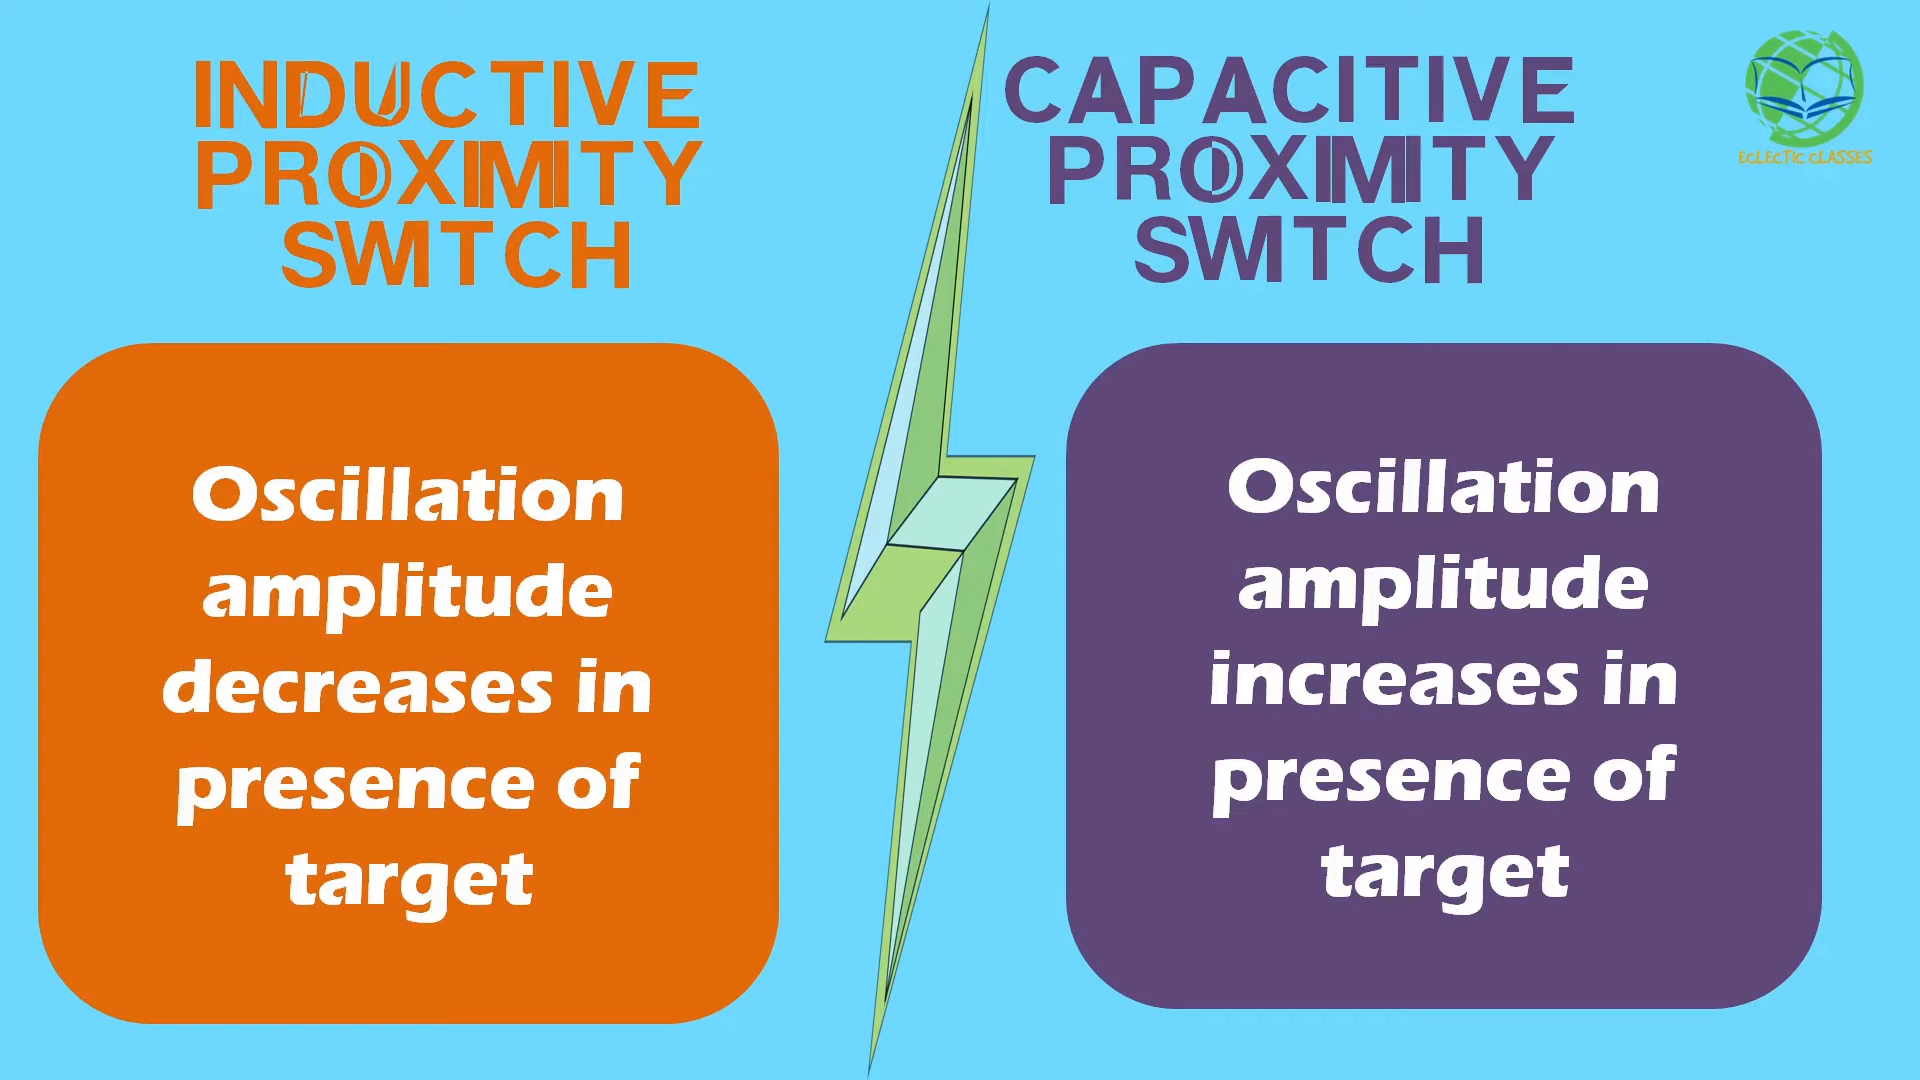 INDUCTIVE
PROXIMITY
SWITCH
Oscillation
amplitude
decreases in
presence of
target
CAPACITIVE
PROXIMITY
SWITCH
Oscillation
amplitude
increases in
presence of
target
ECLECTIC CLASSES